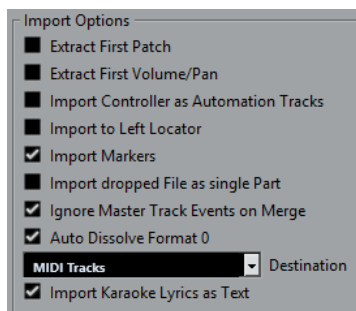 Import Options
Extract First Patch
Extract First Volume/Pan
Import Controller as Automation Tracks
Import to Left Locator
Import Markers
Import dropped File as single Part
Ignore Master Track Events on Merge
Auto Dissolve Format 0
MIDI Tracks Destination
Import Karaoke Lyrics as Text